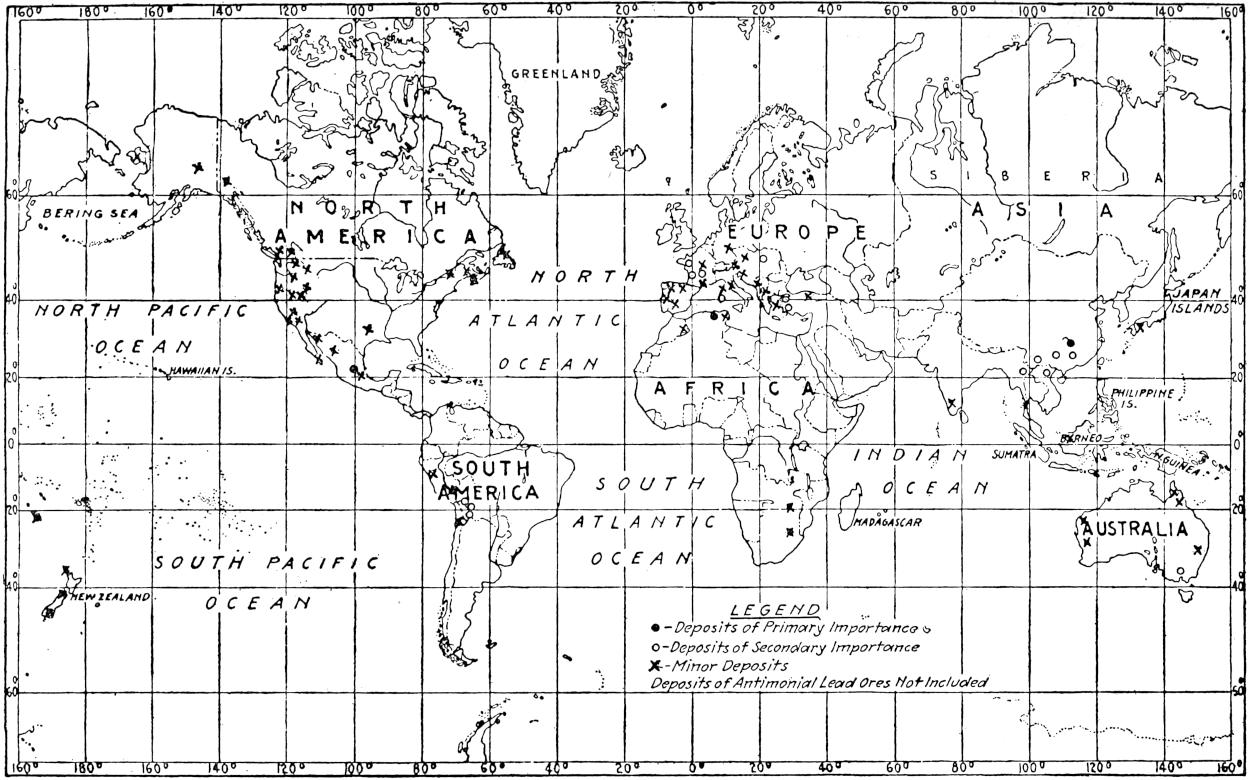 160° 180° 160° 140° 120° 100° 80° 60° 40° 20° 0° 20° 40° 60° 80° 100° 120° 140° 160°
GREENLAND
SIBERIA
60°
BERING SEA
NORTH
AMERICA
EUROPE
ASIA
NORTH
ATLANTIC
OCEAN
40°
NORTH PACIFIC
OCEAN
HAWAIIAN IS.
JAPAN
ISLANDS
20° 20°
AFRICA
PHILIPPINE
IS.
0° 0°
BORNEO
SUMATRA
N.GUINEA
INDIAN
OCEAN
SOUTH
AMERICA
SOUTH
ATLANTIC
OCEAN
MADAGASCAR
AUSTRALIA
20° 20°
SOUTH PACIFIC
OCEAN
NEW ZEALAND
40° 40°
LEGEND
●-Deposits of Primary Importance
○-Deposits of Secondary Importance
X-Minor Deposits
Deposits of Antimonial Lead Ores Not Included
60°
160° 180° 160° 140° 120° 100° 80° 60° 40° 20° 0° 20° 40° 60° 80° 100° 120° 140° 160°